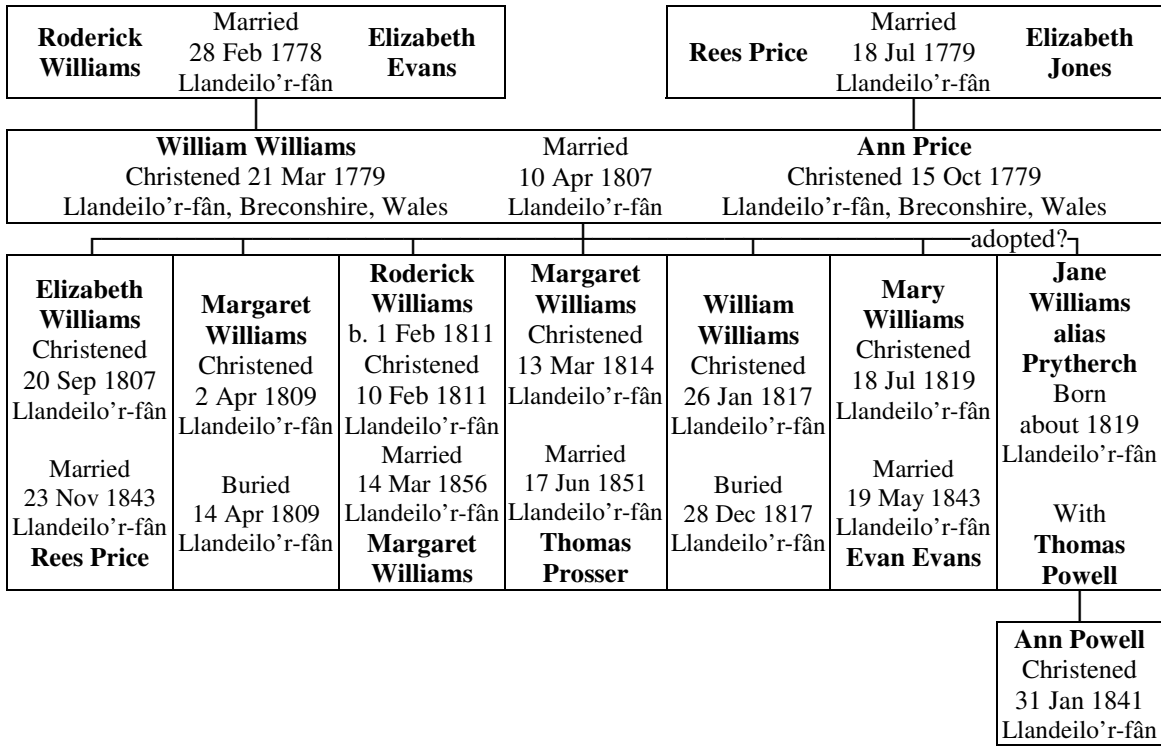 Roderick
Williams
Married
28 Feb 1778
Llandeilo’r-fân
Elizabeth
Evans
Rees Price
Married
18 Jul 1779
Llandeilo’r-fân
Elizabeth
Jones
William Williams
Christened 21 Mar 1779
Llandeilo’r-fân, Breconshire, Wales
Married
10 Apr 1807
Llandeilo’r-fân
Ann Price
Christened 15 Oct 1779
Llandeilo’r-fân, Breconshire, Wales
adopted?
Elizabeth
Williams
Christened
20 Sep 1807
Llandeilo’r-fân
Married
23 Nov 1843
Llandeilo’r-fân
Rees Price
Margaret
Williams
Christened
2 Apr 1809
Llandeilo’r-fân
Buried
14 Apr 1809
Llandeilo’r-fân
Roderick
Williams
b. 1 Feb 1811
Christened
10 Feb 1811
Llandeilo’r-fân
Married
14 Mar 1856
Llandeilo’r-fân
Margaret
Williams
Margaret
Williams
Christened
13 Mar 1814
Llandeilo’r-fân
Married
17 Jun 1851
Llandeilo’r-fân
Thomas
Prosser
William
Williams
Christened
26 Jan 1817
Llandeilo’r-fân
Buried
28 Dec 1817
Llandeilo’r-fân
Mary
Williams
Christened
18 Jul 1819
Llandeilo’r-fân
Married
19 May 1843
Llandeilo’r-fân
Evan Evans
Jane
Williams
alias
Prytherch
Born
about 1819
Llandeilo’r-fân
With
Thomas
Powell
Ann Powell
Christened
31 Jan 1841
Llandeilo’r-fân